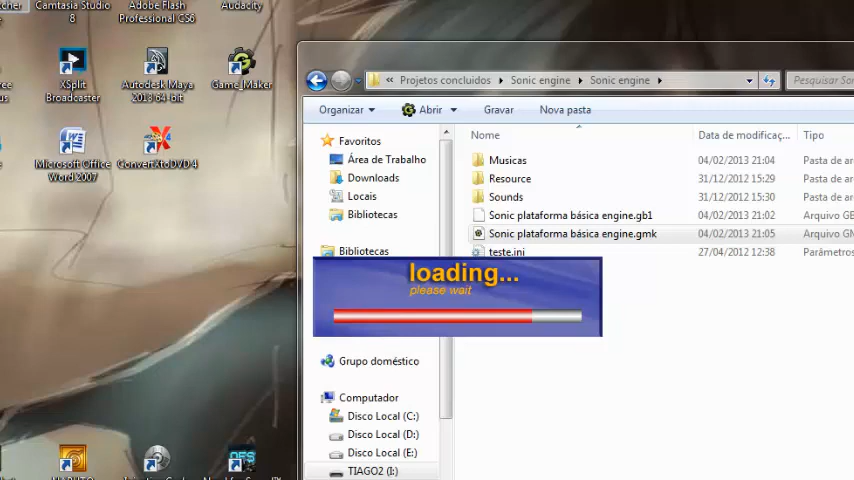 Camtasia Studio
8
Adobe Flash
Professional CS6
Audacity
XSplit
Broadcaster
Autodesk Maya
64-bit
Game_Maker
Microsoft Office
Word 2007
ConvertXtoDVD 4
« Projetos concluidos
Sonic engine
Sonic engine
Pesquisar So
Organizar
Abrir
Gravar
Nova pasta
Favoritos
Área de Trabalho
Downloads
Locais
Bibliotecas
Bibliotecas
Grupo doméstico
Computador
Disco Local (C:)
Disco Local (D:)
Disco Local (E:)
TIAGO2 (I:)
Nome
Data de modificaç...
Tipo
Musicas
04/02/2013 21:04
Pasta de ar
Resource
31/12/2012 15:29
Pasta de ar
Sounds
31/12/2012 15:30
Pasta de ar
Sonic plataforma básica engine.gb1
04/02/2013 21:02
Arquivo GB
Sonic plataforma básica engine.gmk
04/02/2013 21:05
Arquivo GM
teste.ini
27/04/2012 12:38
Parâmetros
loading...
please wait